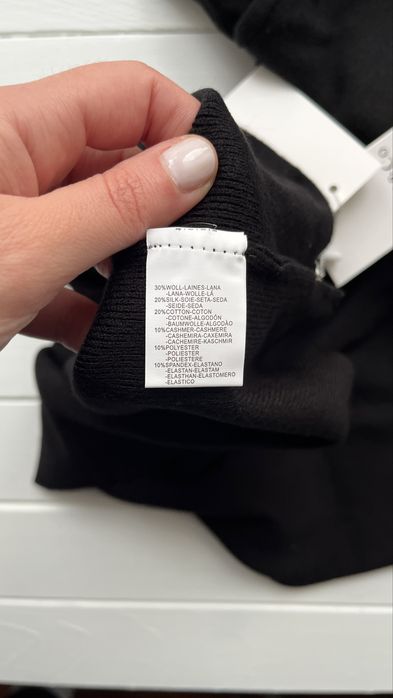 30%WOLL-LAINES-LANA
-LANA-WOLLE-LÃ
20%SILK-SOIE-SETA-SEDA
-SEIDE-SEDA
20%COTTON-COTON
-COTONE-ALGODÓN
-BAUMWOLLE-ALGODÃO
10%CASHMER-CASHMERE
-CASHEMIRA-CAXEMIRA
-CACHEMIRE-KASCHMIR
10%POLYESTER
-POLIESTER
-POLIESTERE
10%SPANDEX-ELASTANO
-ELASTAN-ELASTAM
-ELASTHAN-ELASTOMERO
-ELASTICO